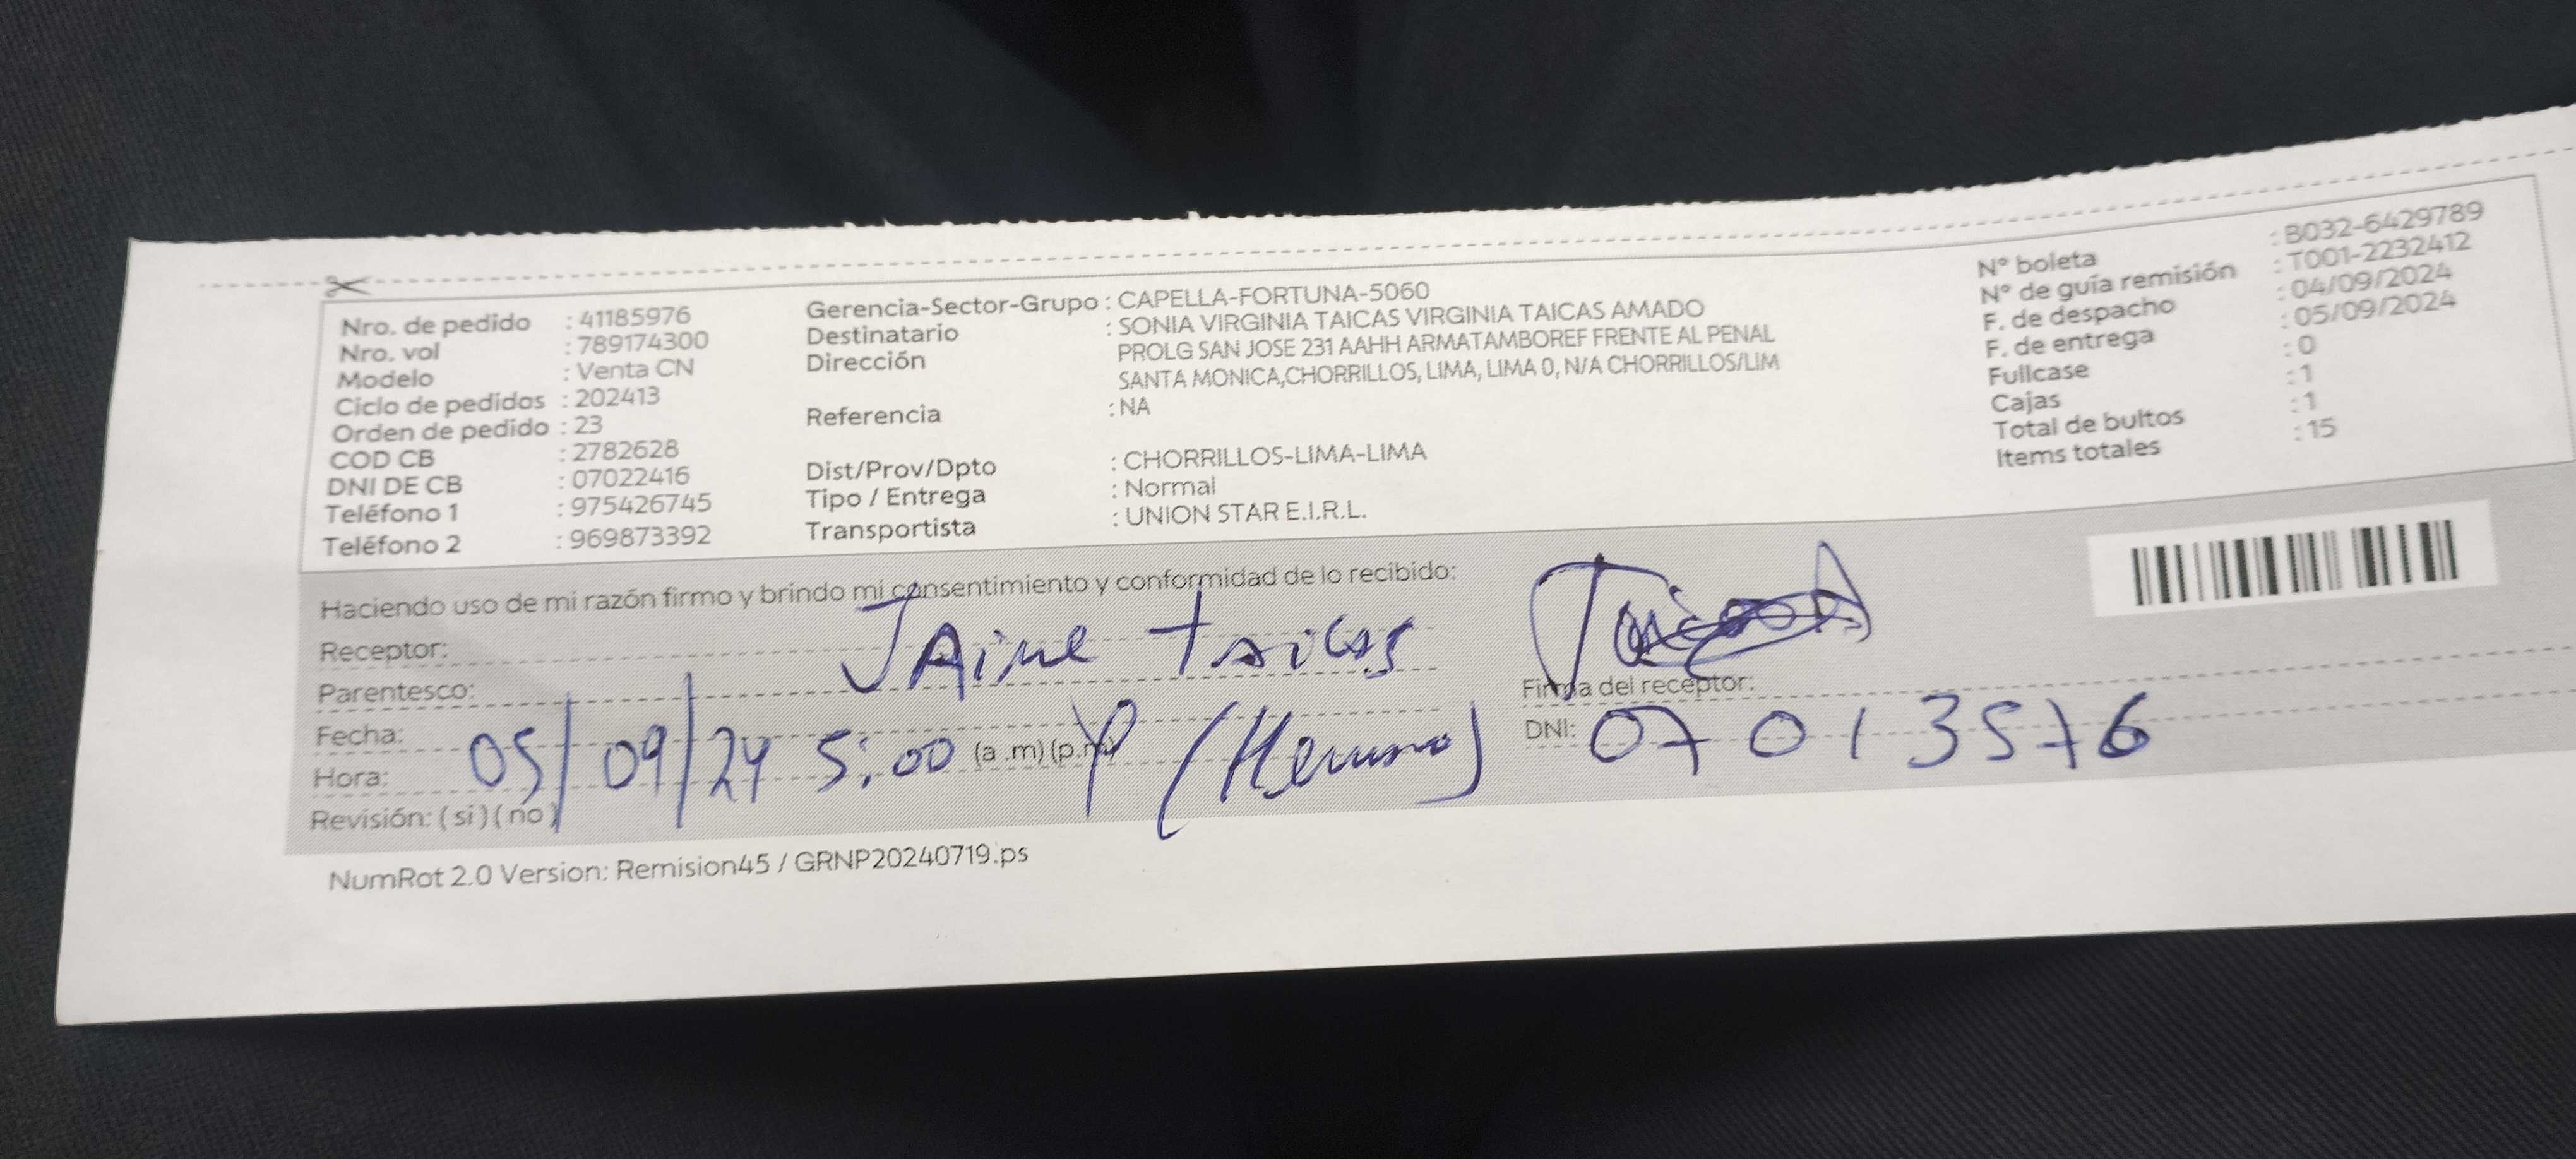 Nro. de pedido : 41185976
Nro. vol : 789174300
Modelo : Venta CN
Ciclo de pedidos : 202413
Orden de pedido : 23
COD CB : 2782628
DNI DE CB : 07022416
Teléfono 1 : 975426745
Teléfono 2 : 969873392
Gerencia-Sector-Grupo : CAPELLA-FORTUNA-5060
Destinatario : SONIA VIRGINIA TAICAS VIRGINIA TAICAS AMADO
Dirección PROLG SAN JOSE 231 AAHH ARMATAMBOREF FRENTE AL PENAL
SANTA MONICA,CHORRILLOS, LIMA, LIMA 0, N/A CHORRILLOS/LIM
Referencia : NA
Dist/Prov/Dpto : CHORRILLOS-LIMA-LIMA
Tipo / Entrega : Normal
Transportista : UNION STAR E.I.R.L.
N° boleta : B032-6429789
N° de guía remisión : T001-2232412
F. de despacho : 04/09/2024
F. de entrega : 05/09/2024
Fullcase : 0
Cajas : 1
Total de bultos : 1
Items totales : 15
Haciendo uso de mi razón firmo y brindo mi consentimiento y conformidad de lo recibido:
Receptor: JAime Taicas
Parentesco:
Fecha: 05/09/24 5:00 (a .m) (p.m)
Hora:
Revisión: ( si ) ( no )
Firma del receptor:
DNI: 07013576
NumRot 2.0 Version: Remision45 / GRNP20240719.ps